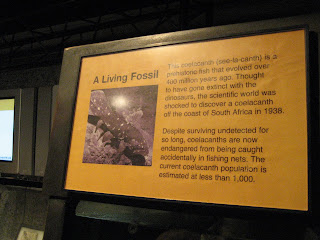 A Living Fossil
The coelacanth (see-la-canth) is a
prehistoric fish that evolved over
400 million years ago. Thought
to have gone extinct with the
dinosaurs, the scientific world was
shocked to discover a coelacanth
off the coast of South Africa in 1938.
Despite surviving undetected for
so long, coelacanths are now
endangered from being caught
accidentally in fishing nets. The
current coelacanth population is
estimated at less than 1,000.